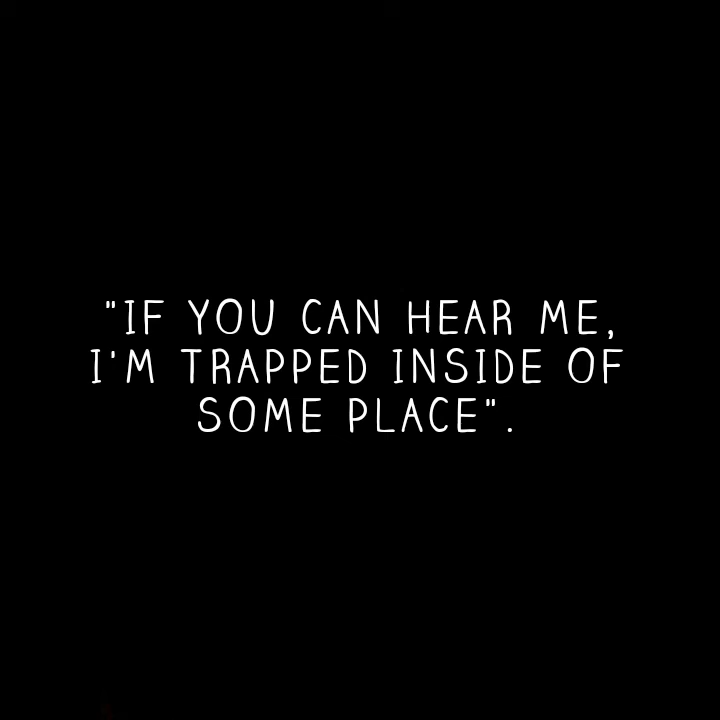 "IF YOU CAN HEAR ME,
I'M TRAPPED INSIDE OF
SOME PLACE".